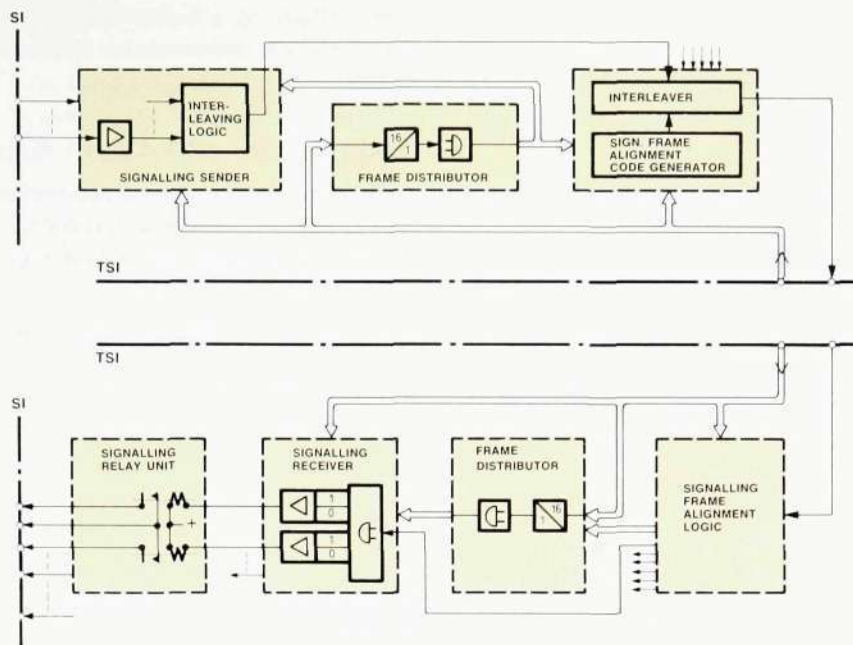 SI
INTER-
LEAVING
LOGIC
SIGNALLING SENDER
16
1
FRAME DISTRIBUTOR
INTERLEAVER
SIGN. FRAME
ALIGNMENT
CODE GENERATOR
TSI
TSI
SI
SIGNALLING
RELAY UNIT
+
SIGNALLING
RECEIVER
1
0
1
0
FRAME
DISTRIBUTOR
16
1
SIGNALLING
FRAME
ALIGNMENT
LOGIC